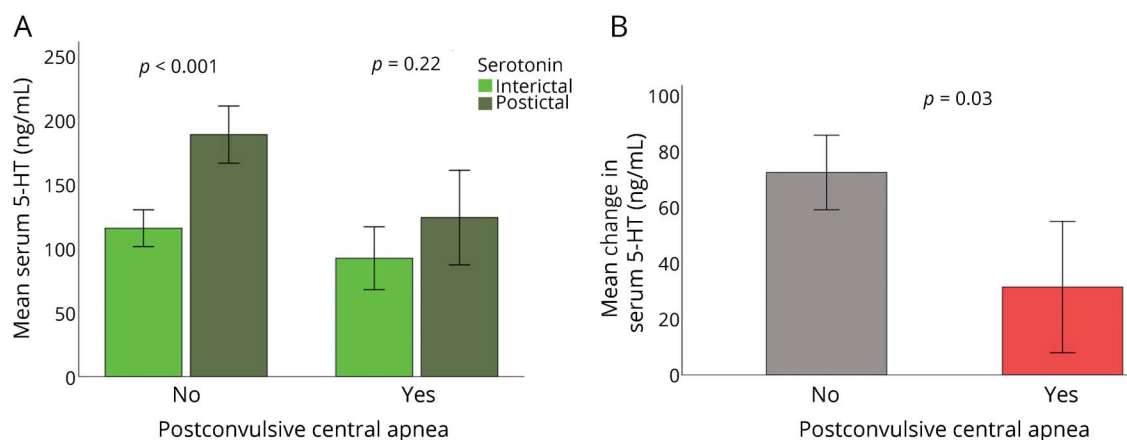 A
Mean serum 5-HT (ng/mL)
250
200
150
100
50
0
p < 0.001
p = 0.22
Serotonin
Interictal
Postictal
No
Yes
Postconvulsive central apnea
B
Mean change in
serum 5-HT (ng/mL)
100
80
60
40
20
0
p = 0.03
No
Yes
Postconvulsive central apnea